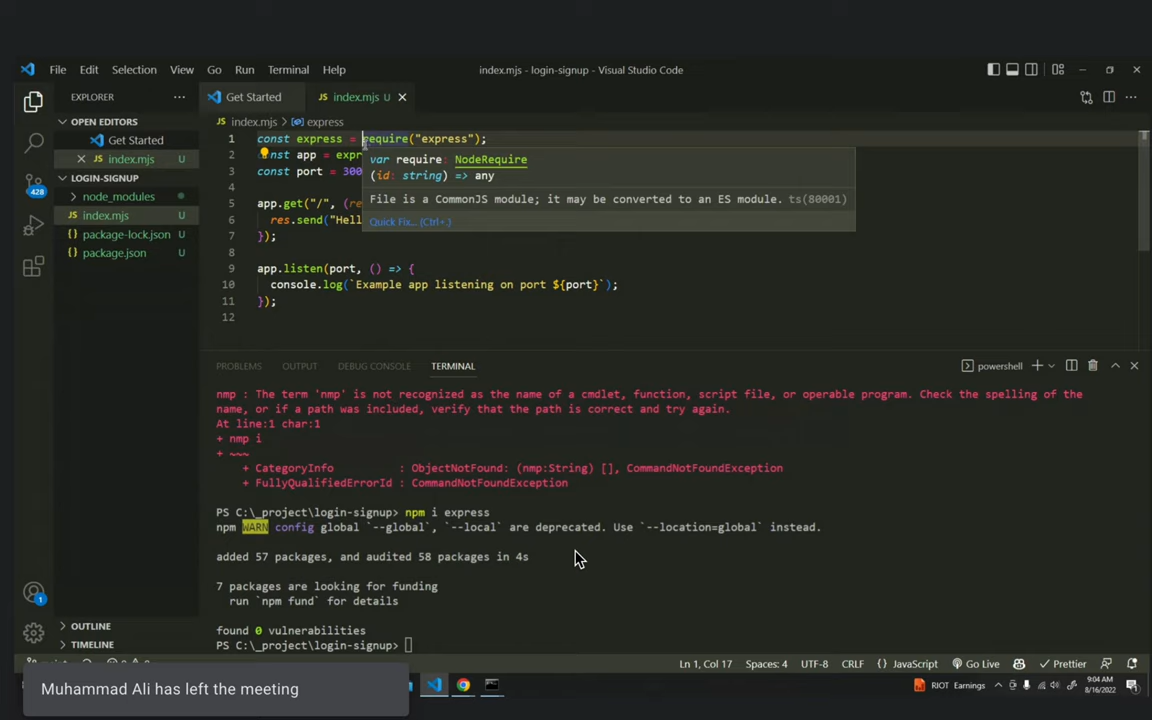 File Edit Selection View Go Run Terminal Help
index.mjs - login-signup - Visual Studio Code
EXPLORER
Get Started
index.mjs U
OPEN EDITORS
Get Started
index.mjs U
LOGIN-SIGNUP
node_modules
index.mjs U
package-lock.json U
package.json U
428
index.mjs > express
1 const express = require("express");
2 nst app = expr
3 const port = 300
4
5 app.get("/", (re
6 res.send("Hell
7 });
8
9 app.listen(port, () => {
10 console.log(`Example app listening on port ${port}`);
11 });
12
var require: NodeRequire
(id: string) => any
File is a CommonJS module; it may be converted to an ES module. ts(80001)
Quick Fix... (Ctrl+.)
PROBLEMS OUTPUT DEBUG CONSOLE TERMINAL
powershell
nmp : The term 'nmp' is not recognized as the name of a cmdlet, function, script file, or operable program. Check the spelling of the
name, or if a path was included, verify that the path is correct and try again.
At line:1 char:1
+ nmp i
+ ~~~
+ CategoryInfo : ObjectNotFound: (nmp:String) [], CommandNotFoundException
+ FullyQualifiedErrorId : CommandNotFoundException
PS C:\_project\login-signup> npm i express
npm WARN config global `--global`, `--local` are deprecated. Use `--location=global` instead.
added 57 packages, and audited 58 packages in 4s
7 packages are looking for funding
run `npm fund` for details
found 0 vulnerabilities
PS C:\_project\login-signup>
1
OUTLINE
TIMELINE
Ln 1, Col 17 Spaces: 4 UTF-8 CRLF {} JavaScript Go Live Prettier
Muhammad Ali has left the meeting
RIOT Earnings
9:04 AM
8/16/2022